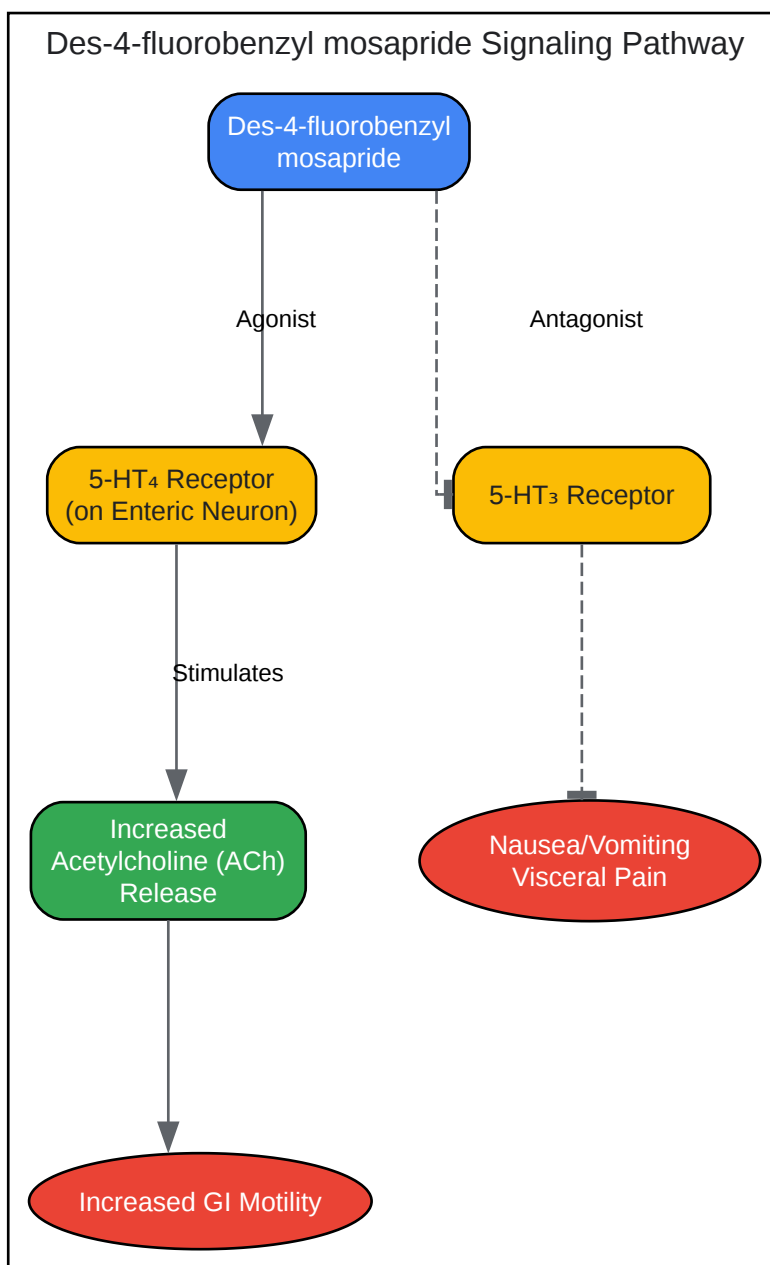 Des-4-fluorobenzyl mosapride Signaling Pathway
Des-4-fluorobenzyl
mosapride
Agonist
Antagonist
5-HT₄ Receptor
(on Enteric Neuron)
5-HT₃ Receptor
Stimulates
Increased
Acetylcholine (ACh)
Release
Nausea/Vomiting
Visceral Pain
Increased GI Motility